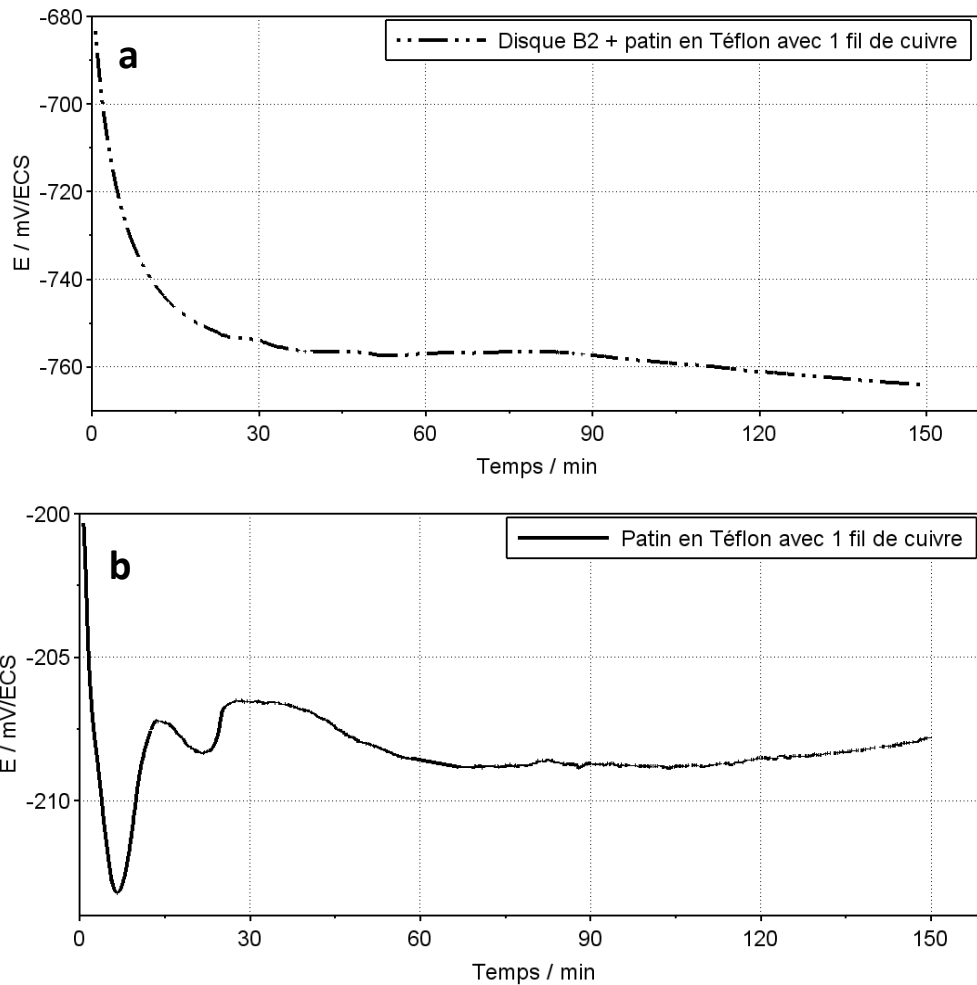 -680
Disque B2 + patin en Téflon avec 1 fil de cuivre
a
-700
-720
E / mV/ECS
-740
-760
0 30 60 90 120 150
Temps / min
-200
Patin en Téflon avec 1 fil de cuivre
b
-205
E / mV/ECS
-210
0 30 60 90 120 150
Temps / min